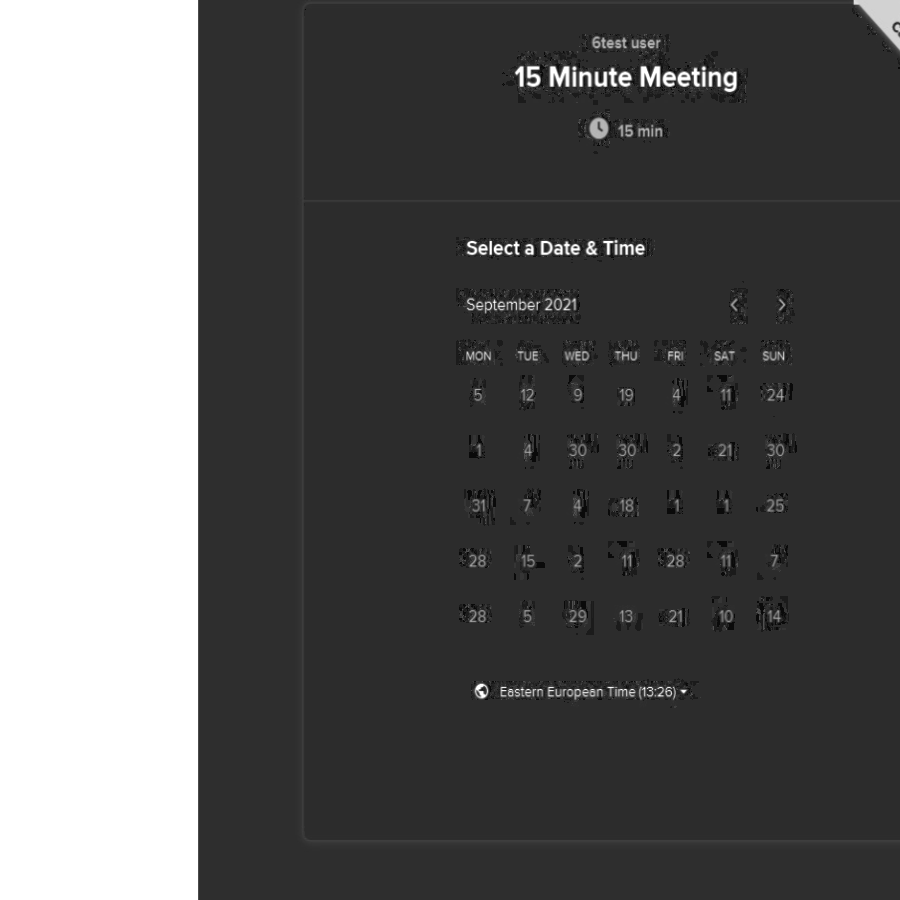 6test user
15 Minute Meeting
15 min
Select a Date & Time
September 2021
MON TUE WED THU FRI SAT SUN
5 12 9 19 4 11 24
1 4 30 30 2 21 30
31 7 4 18 1 1 25
28 15 2 11 28 11 7
28 5 29 13 21 10 14
Eastern European Time (13:26)